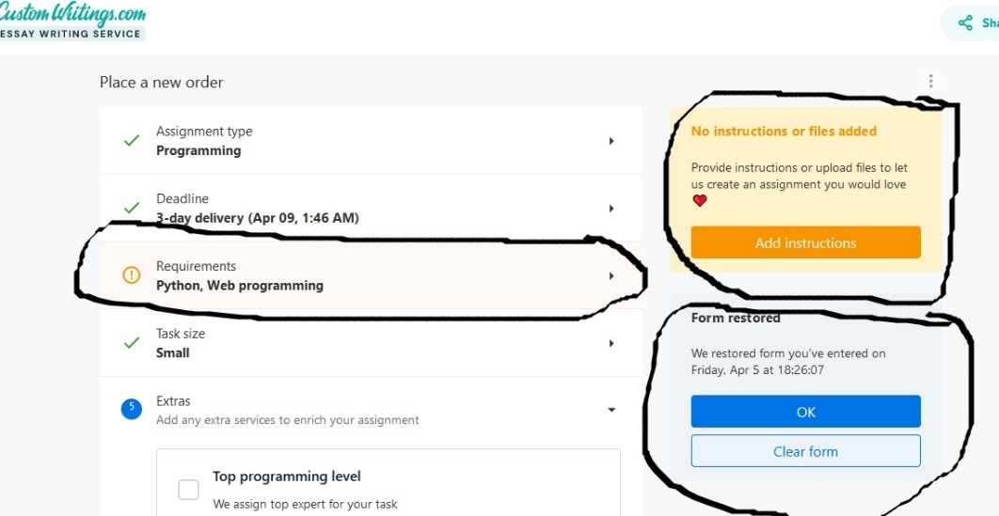 CustomWritings.com
ESSAY WRITING SERVICE
Place a new order
Assignment type
Programming
Deadline
3-day delivery (Apr 09, 1:46 AM)
Requirements
Python, Web programming
Task size
Small
5
Extras
Add any extra services to enrich your assignment
Top programming level
We assign top expert for your task
No instructions or files added
Provide instructions or upload files to let
us create an assignment you would love
Add instructions
Form restored
We restored form you've entered on
Friday, Apr 5 at 18:26:07
OK
Clear form